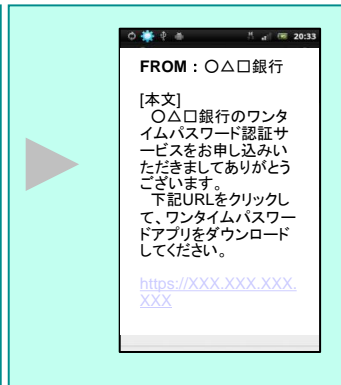 20:33
FROM：〇△□銀行
[本文]
　〇△□銀行のワンタ
イムパスワード認証サ
ービスをお申し込みい
ただきましてありがとう
ございます。
　下記URLをクリックし
て、ワンタイムパスワー
ドアプリをダウンロード
してください。
https://XXX.XXX.XXX.
XXX